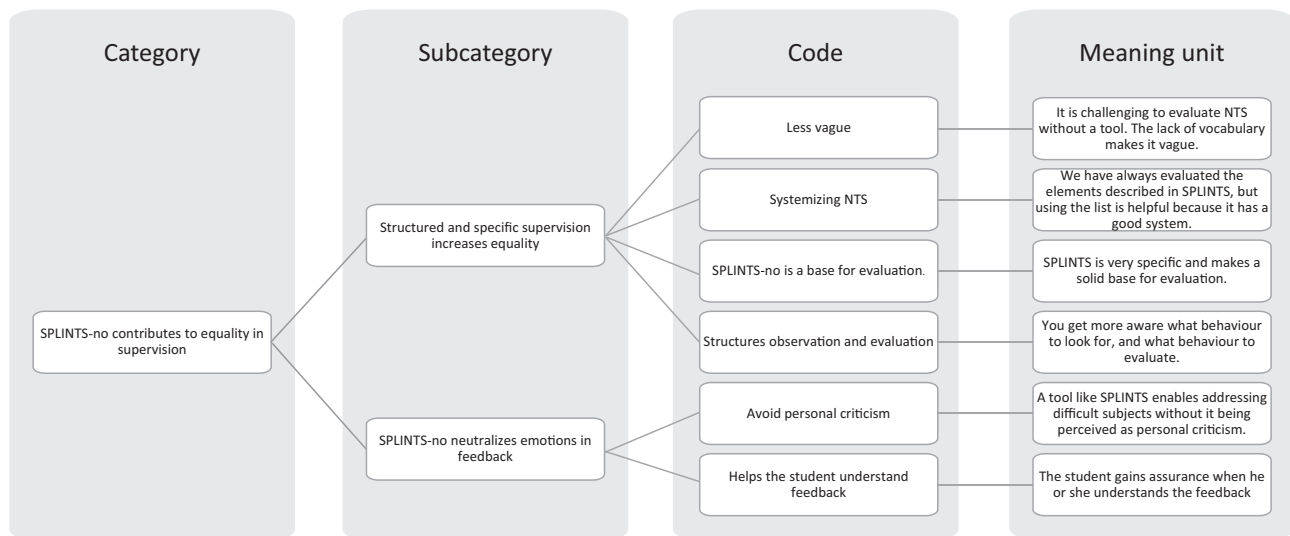 Category
Subcategory
Code
Meaning unit
SPLINTS-no contributes to equality in
supervision
Structured and specific supervision
increases equality
SPLINTS-no neutralizes emotions in
feedback
Less vague
Systemizing NTS
SPLINTS-no is a base for evaluation.
Structures observation and evaluation
Avoid personal criticism
Helps the student understand
feedback
It is challenging to evaluate NTS
without a tool. The lack of vocabulary
makes it vague.
We have always evaluated the
elements described in SPLINTS, but
using the list is helpful because it has a
good system.
SPLINTS is very specific and makes a
solid base for evaluation.
You get more aware what behaviour
to look for, and what behaviour to
evaluate.
A tool like SPLINTS enables addressing
difficult subjects without it being
perceived as personal criticism.
The student gains assurance when he
or she understands the feedback